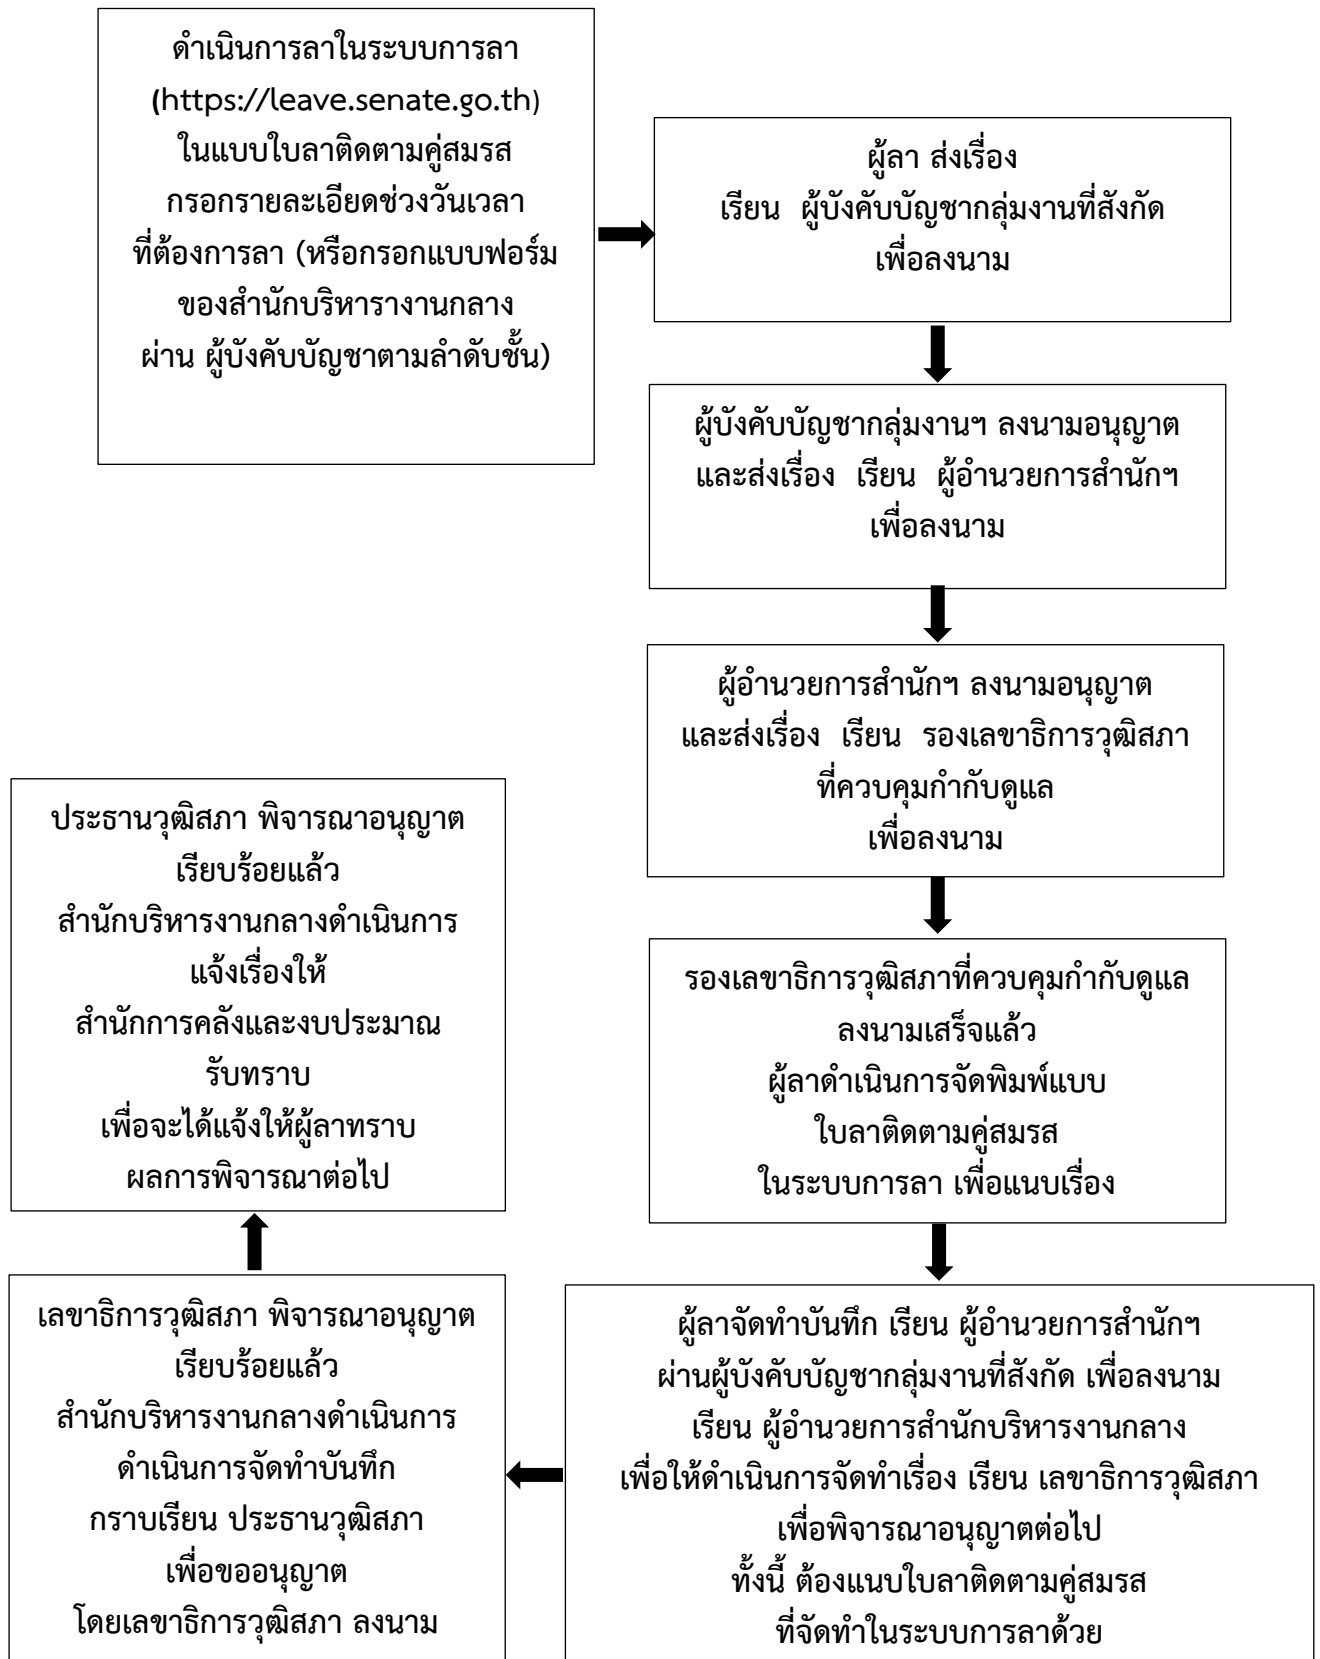 ดำเนินการลาในระบบการลา
(https://leave.senate.go.th)
ในแบบใบลาติดตามคู่สมรส
กรอกรายละเอียดช่วงวันเวลา
ที่ต้องการลา (หรือกรอกแบบฟอร์ม
ของสำนักบริหารางานกลาง
ผ่าน ผู้บังคับบัญชาตามลำดับชั้น)
ผู้ลา ส่งเรื่อง
เรียน ผู้บังคับบัญชากลุ่มงานที่สังกัด
เพื่อลงนาม
ผู้บังคับบัญชากลุ่มงานฯ ลงนามอนุญาต
และส่งเรื่อง เรียน ผู้อำนวยการสำนักฯ
เพื่อลงนาม
ผู้อำนวยการสำนักฯ ลงนามอนุญาต
และส่งเรื่อง เรียน รองเลขาธิการวุฒิสภา
ที่ควบคุมกำกับดูแล
เพื่อลงนาม
รองเลขาธิการวุฒิสภาที่ควบคุมกำกับดูแล
ลงนามเสร็จแล้ว
ผู้ลาดำเนินการจัดพิมพ์แบบ
ใบลาติดตามคู่สมรส
ในระบบการลา เพื่อแนบเรื่อง
ผู้ลาจัดทำบันทึก เรียน ผู้อำนวยการสำนักฯ
ผ่านผู้บังคับบัญชากลุ่มงานที่สังกัด เพื่อลงนาม
เรียน ผู้อำนวยการสำนักบริหารงานกลาง
เพื่อให้ดำเนินการจัดทำเรื่อง เรียน เลขาธิการวุฒิสภา
เพื่อพิจารณาอนุญาตต่อไป
ทั้งนี้ ต้องแนบใบลาติดตามคู่สมรส
ที่จัดทำในระบบการลาด้วย
เลขาธิการวุฒิสภา พิจารณาอนุญาต
เรียบร้อยแล้ว
สำนักบริหารงานกลางดำเนินการ
ดำเนินการจัดทำบันทึก
กราบเรียน ประธานวุฒิสภา
เพื่อขออนุญาต
โดยเลขาธิการวุฒิสภา ลงนาม
ประธานวุฒิสภา พิจารณาอนุญาต
เรียบร้อยแล้ว
สำนักบริหารงานกลางดำเนินการ
แจ้งเรื่องให้
สำนักการคลังและงบประมาณ
รับทราบ
เพื่อจะได้แจ้งให้ผู้ลาทราบ
ผลการพิจารณาต่อไป